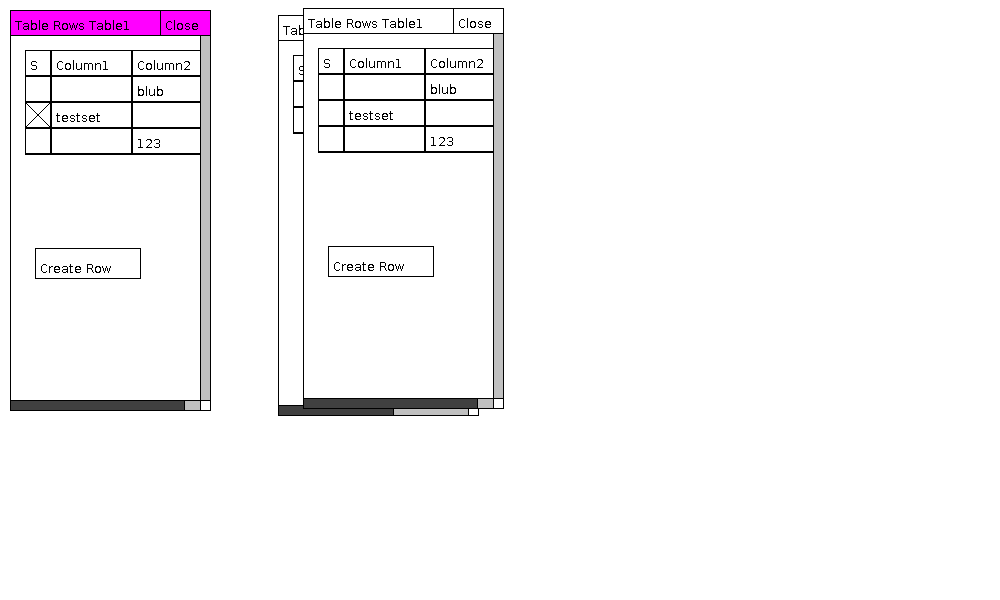 Table Rows Table1 Close
S Column1 Column2
blub
testset
123
Create Row
Tab
S
Table Rows Table1 Close
S Column1 Column2
blub
testset
123
Create Row